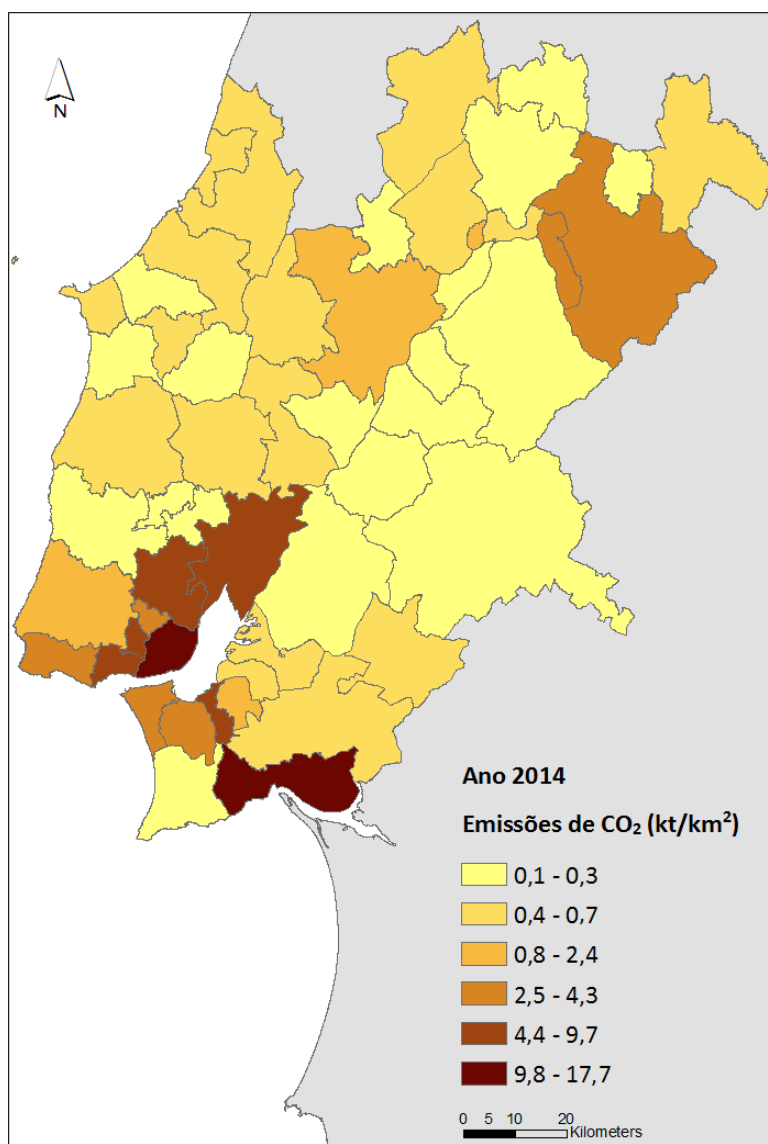 N
Ano 2014
Emissões de CO₂ (kt/km²)
0,1 - 0,3
0,4 - 0,7
0,8 - 2,4
2,5 - 4,3
4,4 - 9,7
9,8 - 17,7
0 5 10 20
Kilometers